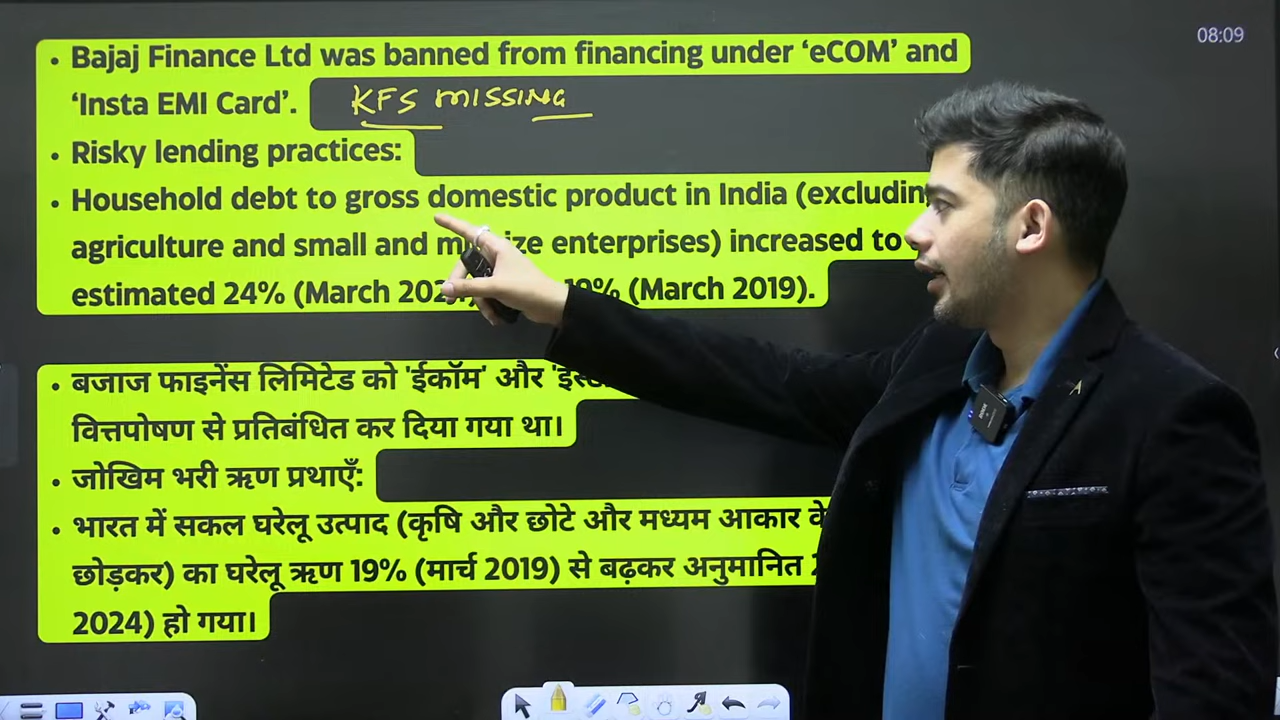 08:09
• Bajaj Finance Ltd was banned from financing under ‘eCOM’ and
‘Insta EMI Card’. KFS MISSING
• Risky lending practices:
• Household debt to gross domestic product in India (excluding
agriculture and small and size enterprises) increased to
estimated 24% (March 19% (March 2019).
• बजाज फाइनेंस लिमिटेड को 'ईकॉम' और
वित्तपोषण से प्रतिबंधित कर दिया गया था।
• जोखिम भरी ऋण प्रथाएँ:
• भारत में सकल घरेलू उत्पाद (कृषि और छोटे और मध्यम आकार के
छोड़कर) का घरेलू ऋण 19% (मार्च 2019) से बढ़कर अनुमानित
2024) हो गया।